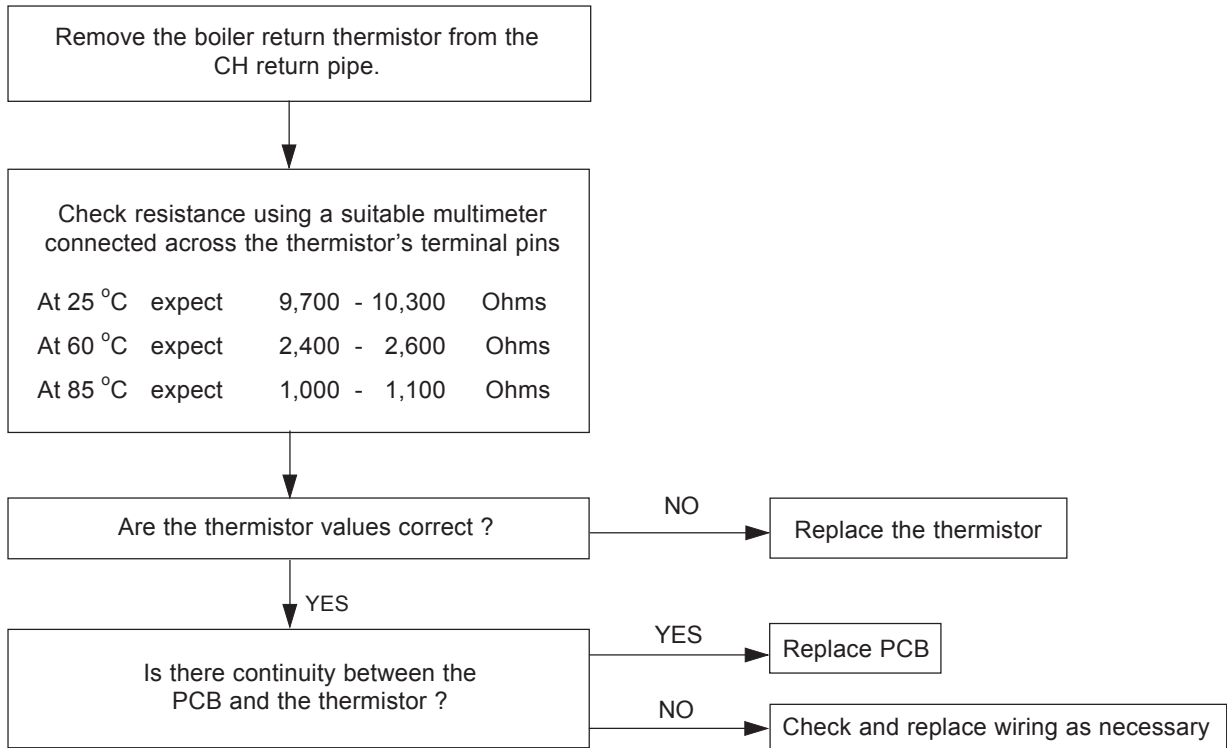 Remove the boiler return thermistor from the
CH return pipe.
Check resistance using a suitable multimeter
connected across the thermistor's terminal pins
At 25 °C expect 9,700 - 10,300 Ohms
At 60 °C expect 2,400 - 2,600 Ohms
At 85 °C expect 1,000 - 1,100 Ohms
Are the thermistor values correct ?
NO
Replace the thermistor
YES
Is there continuity between the
PCB and the thermistor ?
YES
Replace PCB
NO
Check and replace wiring as necessary